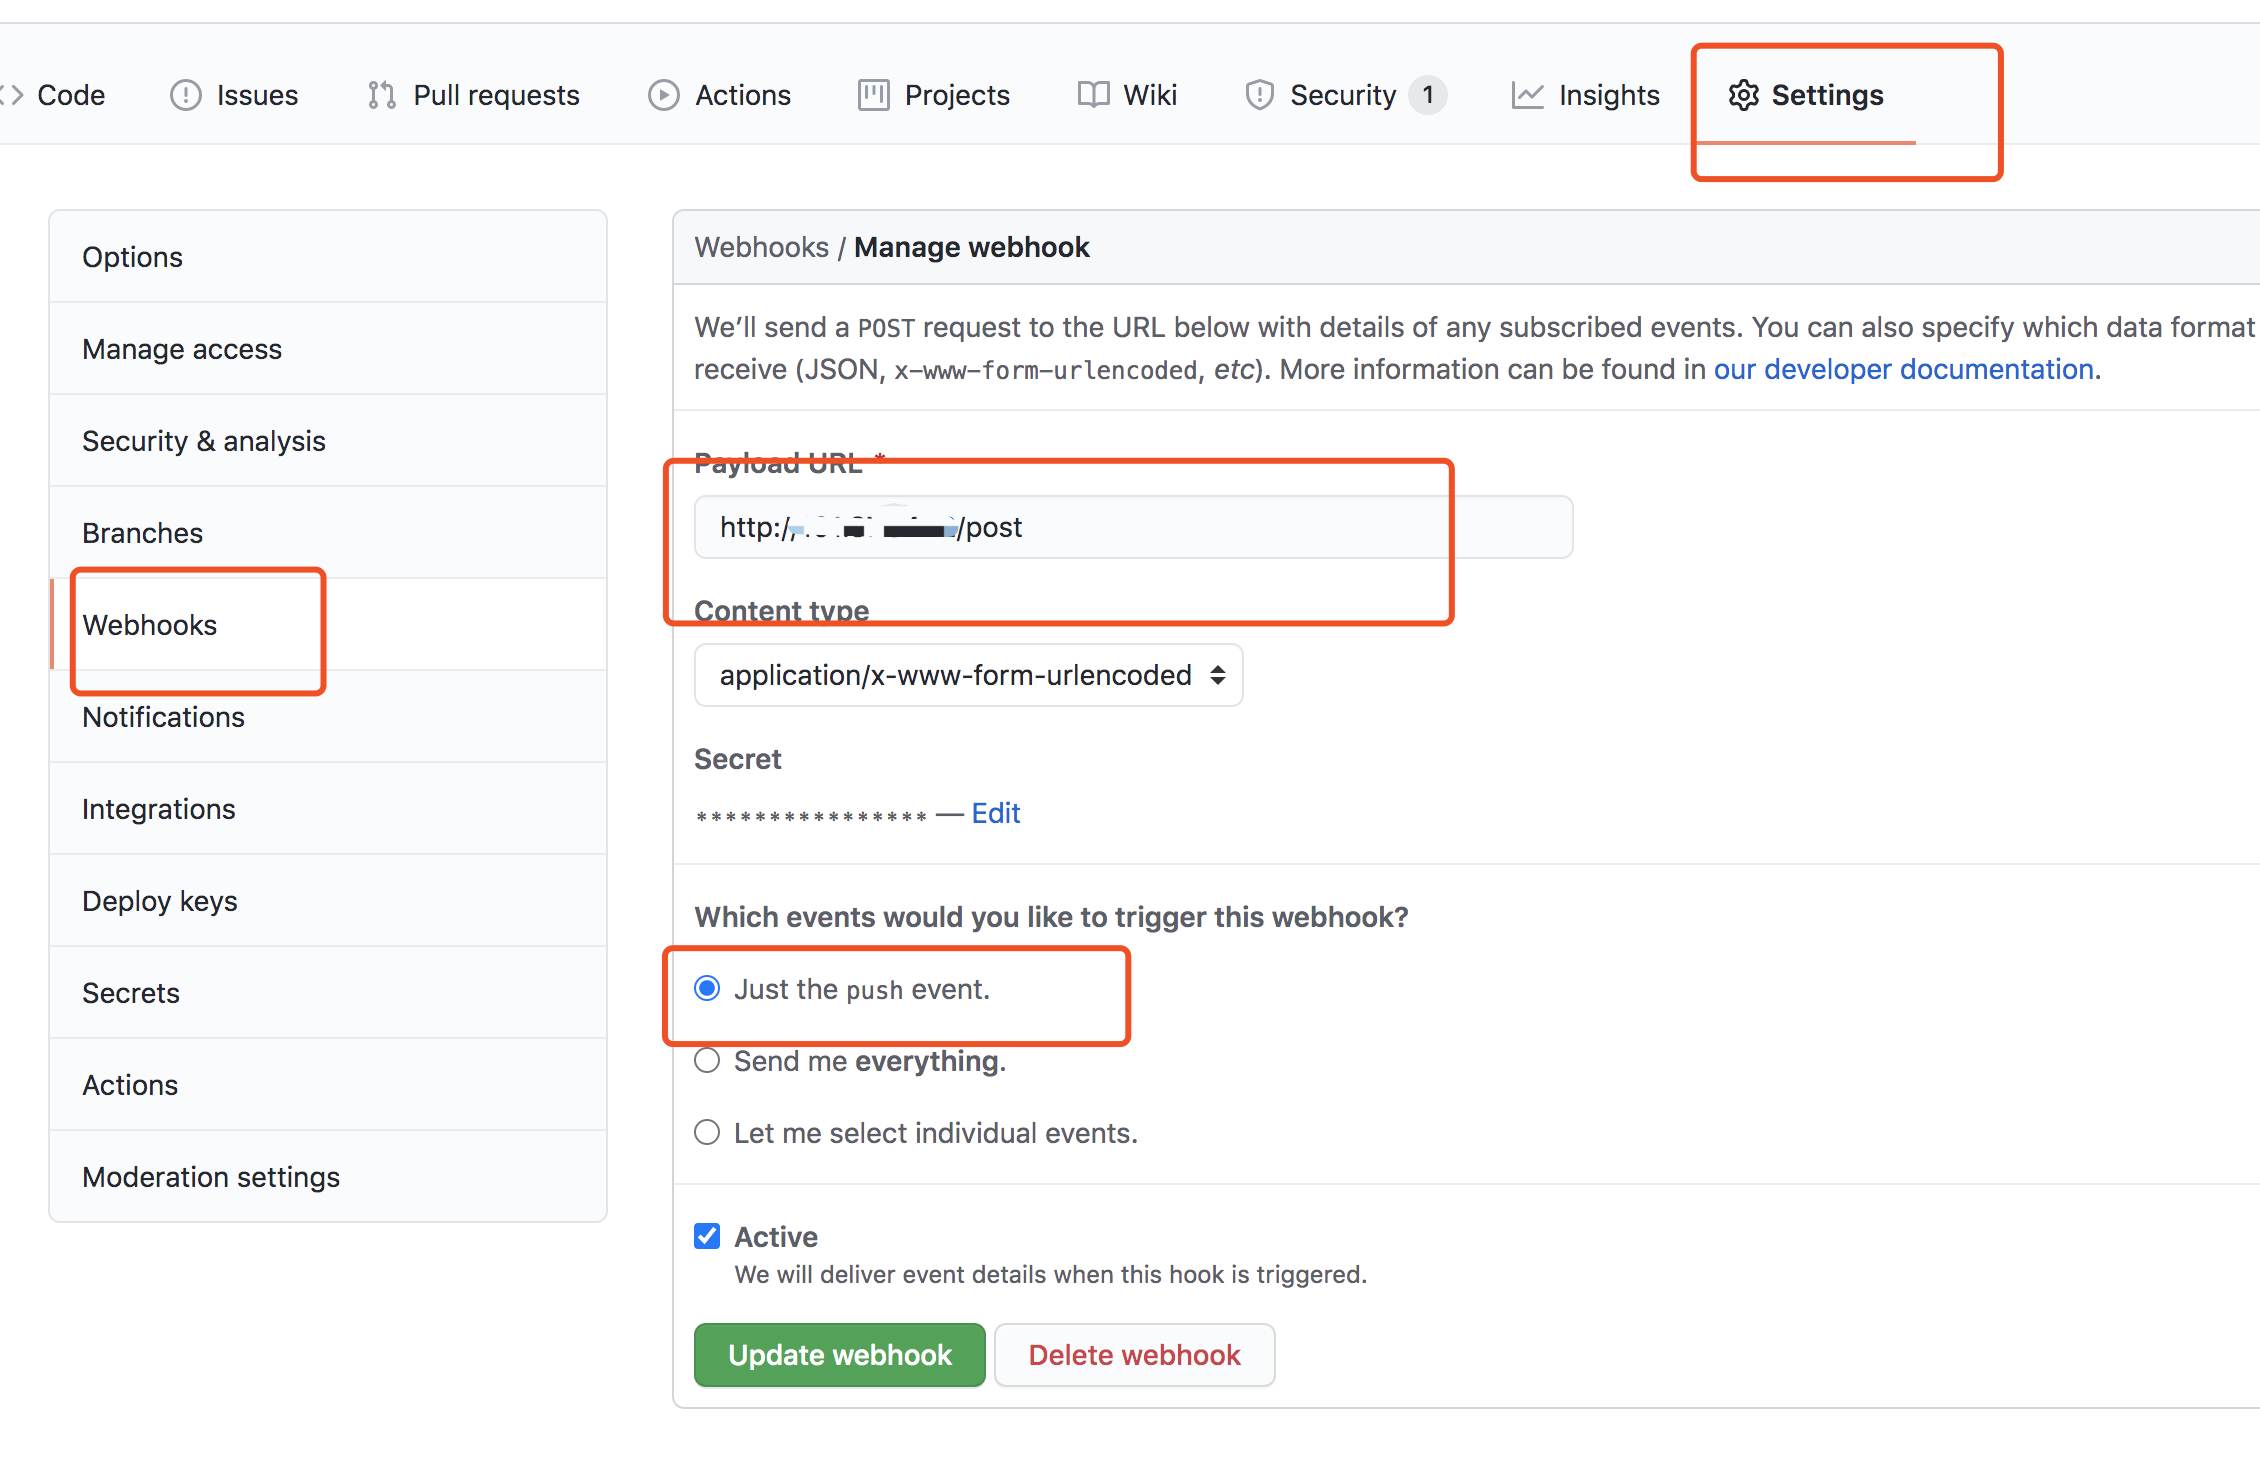 Code Issues Pull requests Actions Projects Wiki Security 1 Insights Settings
Options
Manage access
Security & analysis
Branches
Webhooks
Notifications
Integrations
Deploy keys
Secrets
Actions
Moderation settings
Webhooks / Manage webhook
We’ll send a POST request to the URL below with details of any subscribed events. You can also specify which data format
receive (JSON, x-www-form-urlencoded, etc). More information can be found in our developer documentation.
Payload URL *
http:// /post
Content type
application/x-www-form-urlencoded
Secret
**************** — Edit
Which events would you like to trigger this webhook?
Just the push event.
Send me everything.
Let me select individual events.
Active
We will deliver event details when this hook is triggered.
Update webhook Delete webhook